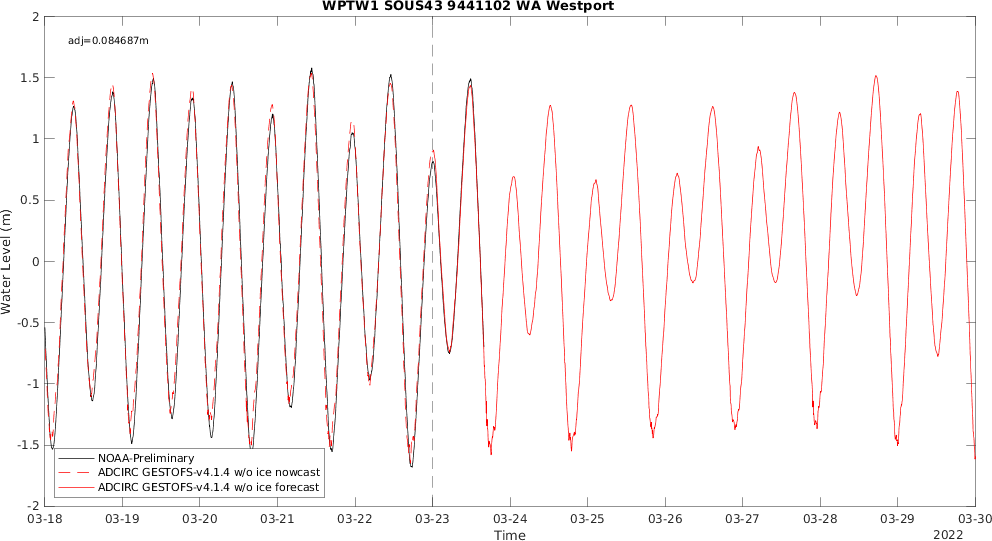 WPTW1 SOUS43 9441102 WA Westport
adj=0.084687m
2
1.5
1
0.5
0
-0.5
-1
-1.5
-2
Water Level (m)
NOAA-Preliminary
ADCIRC GESTOFS-v4.1.4 w/o ice nowcast
ADCIRC GESTOFS-v4.1.4 w/o ice forecast
03-18 03-19 03-20 03-21 03-22 03-23 03-24 03-25 03-26 03-27 03-28 03-29 03-30
Time
2022